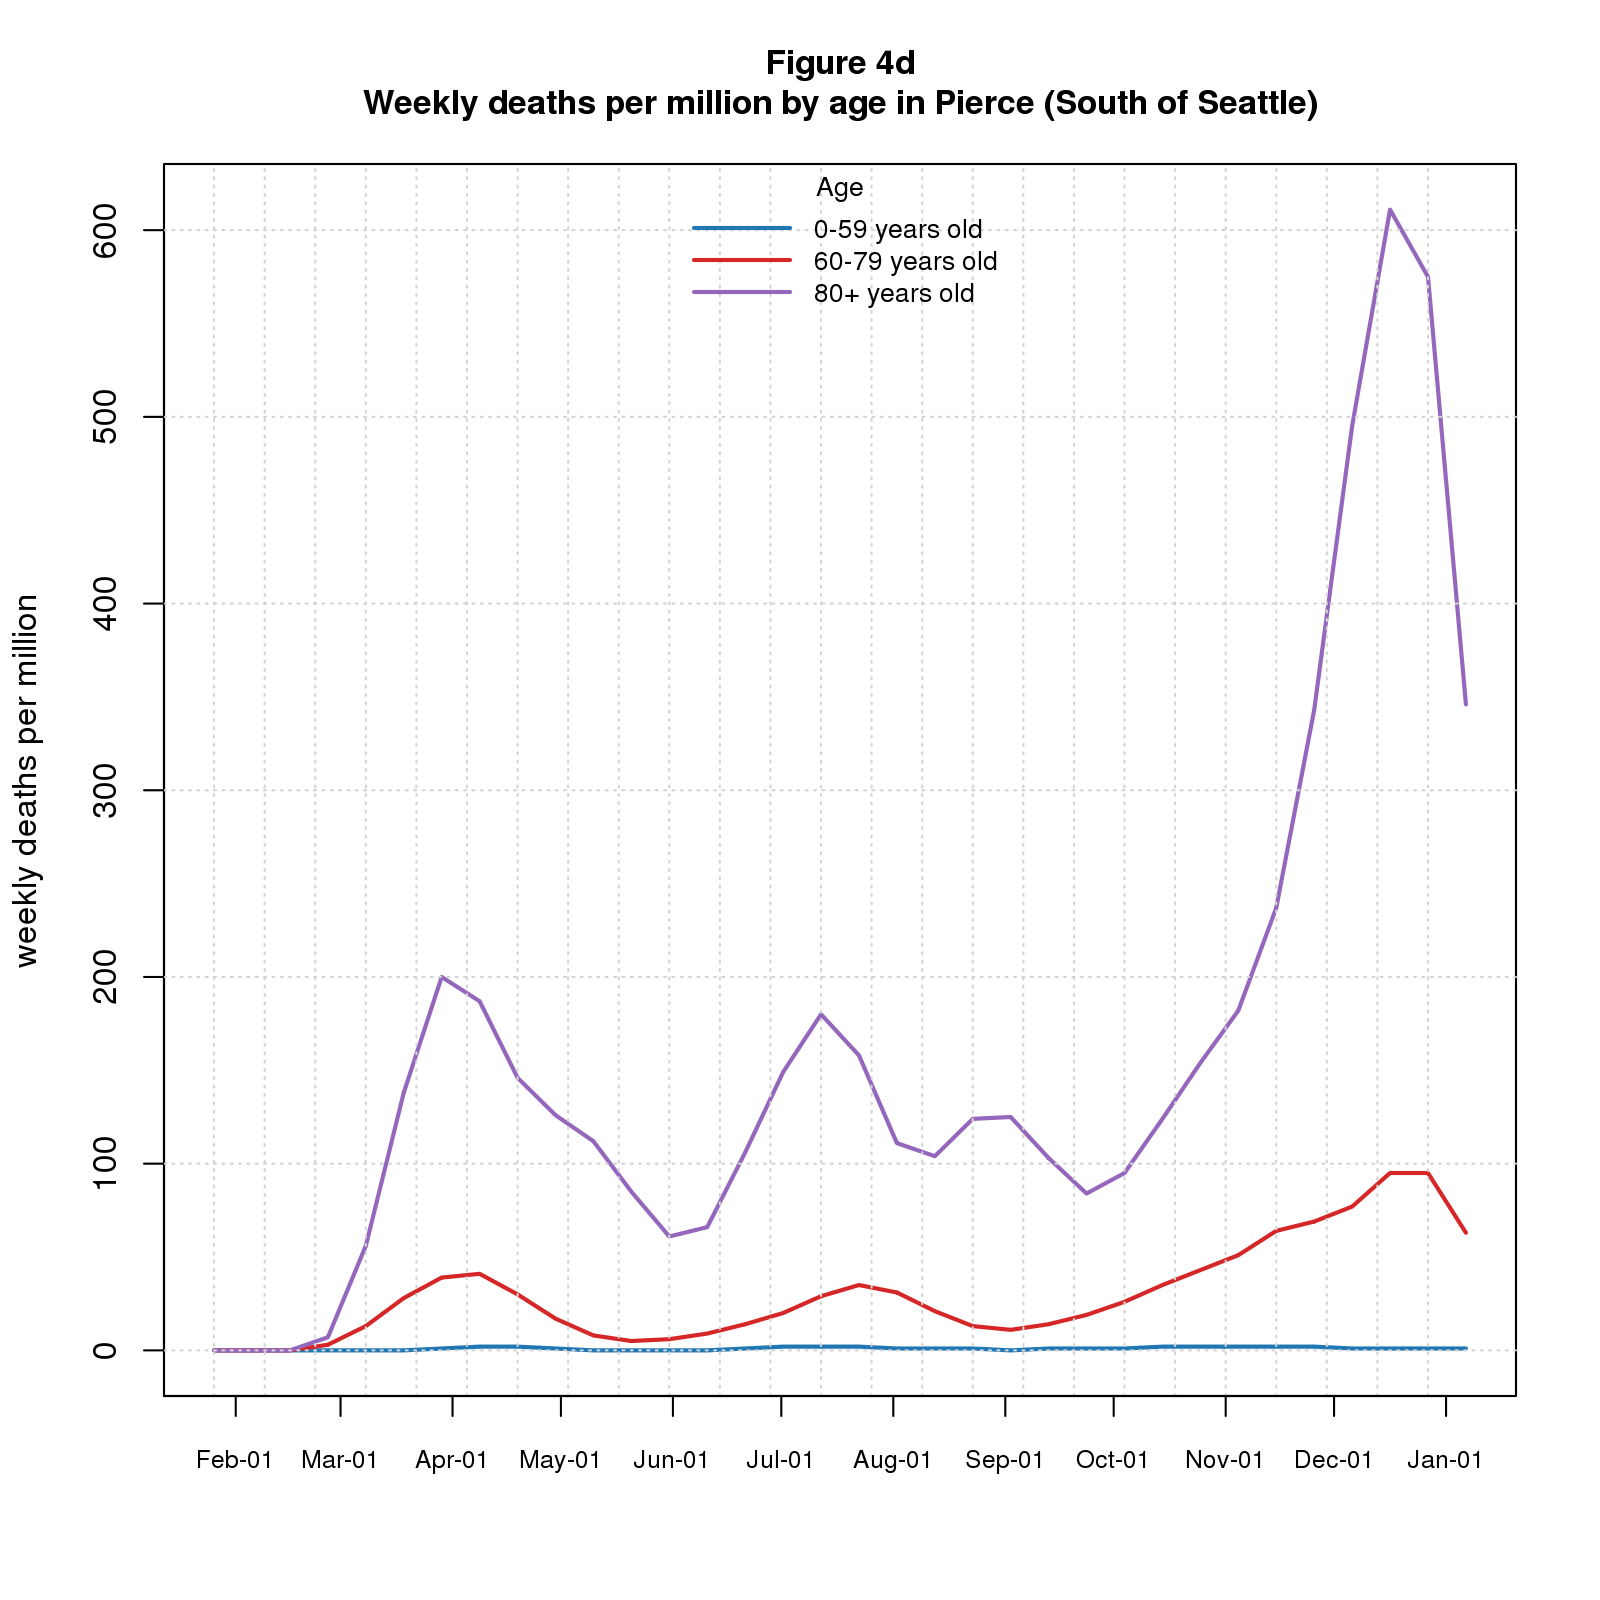 Figure 4d
Weekly deaths per million by age in Pierce (South of Seattle)
Age
0-59 years old
60-79 years old
80+ years old
weekly deaths per million
600
500
400
300
200
100
0
Feb-01 Mar-01 Apr-01 May-01 Jun-01 Jul-01 Aug-01 Sep-01 Oct-01 Nov-01 Dec-01 Jan-01